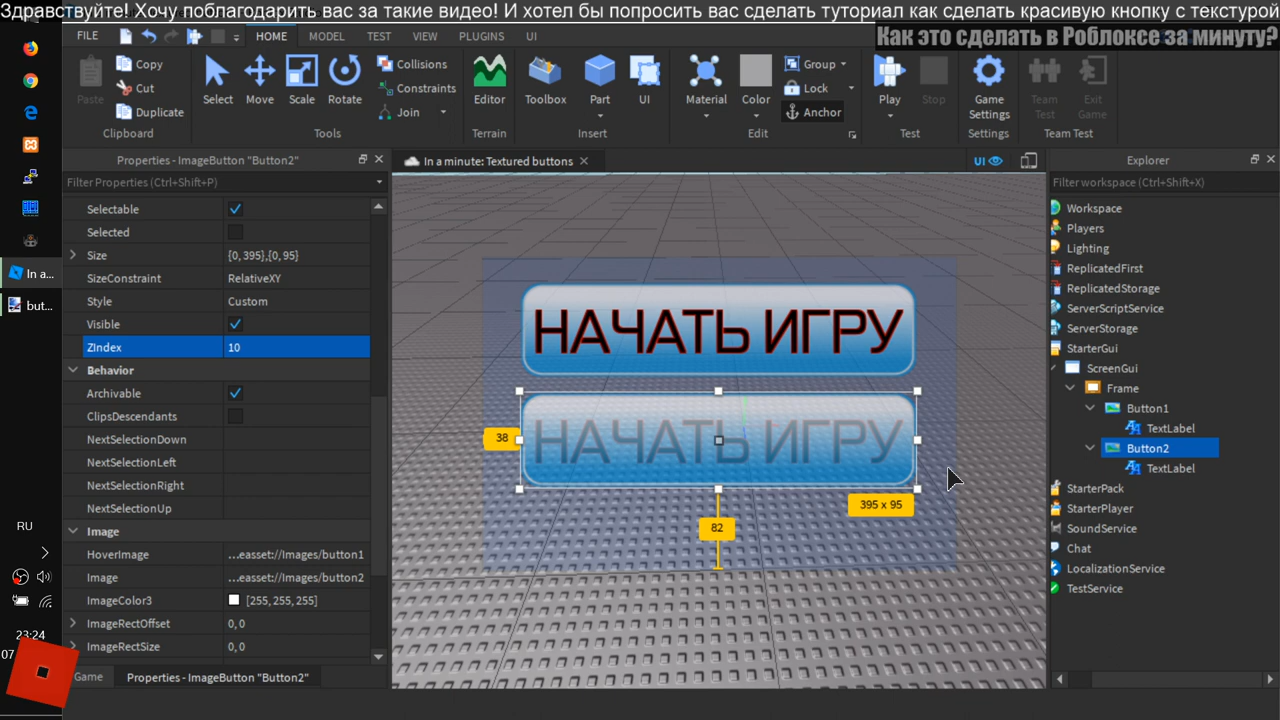 Здравствуйте! Хочу поблагодарить вас за такие видео! И хотел бы попросить вас сделать туториал как сделать красивую кнопку с текстурой
Как это сделать в Роблоксе за минуту?
FILE HOME MODEL TEST VIEW PLUGINS UI
Paste Copy Cut Duplicate
Select Move Scale Rotate
Collisions Constraints Join
Editor Toolbox Part UI
Material Color Group Lock Anchor
Play Stop Game Settings Team Test Exit Game
Clipboard Tools Terrain Insert Edit Test Settings Team Test
Properties - ImageButton "Button2"
Filter Properties (Ctrl+Shift+P)
Selectable
Selected
Size {0, 395},{0, 95}
SizeConstraint RelativeXY
Style Custom
Visible
ZIndex 10
Behavior
Archivable
ClipsDescendants
NextSelectionDown
NextSelectionLeft
NextSelectionRight
NextSelectionUp
Image
HoverImage ...easset://Images/button1
Image ...easset://Images/button2
ImageColor3 [255, 255, 255]
ImageRectOffset 0, 0
ImageRectSize 0, 0
Game Properties - ImageButton "Button2"
In a minute: Textured buttons
UI
НАЧАТЬ ИГРУ
НАЧАТЬ ИГРУ
38
395 x 95
82
Explorer
Filter workspace (Ctrl+Shift+X)
Workspace
Players
Lighting
ReplicatedFirst
ReplicatedStorage
ServerScriptService
ServerStorage
StarterGui
ScreenGui
Frame
Button1
TextLabel
Button2
TextLabel
StarterPack
StarterPlayer
SoundService
Chat
LocalizationService
TestService
In a...
but...
RU
23:24
07